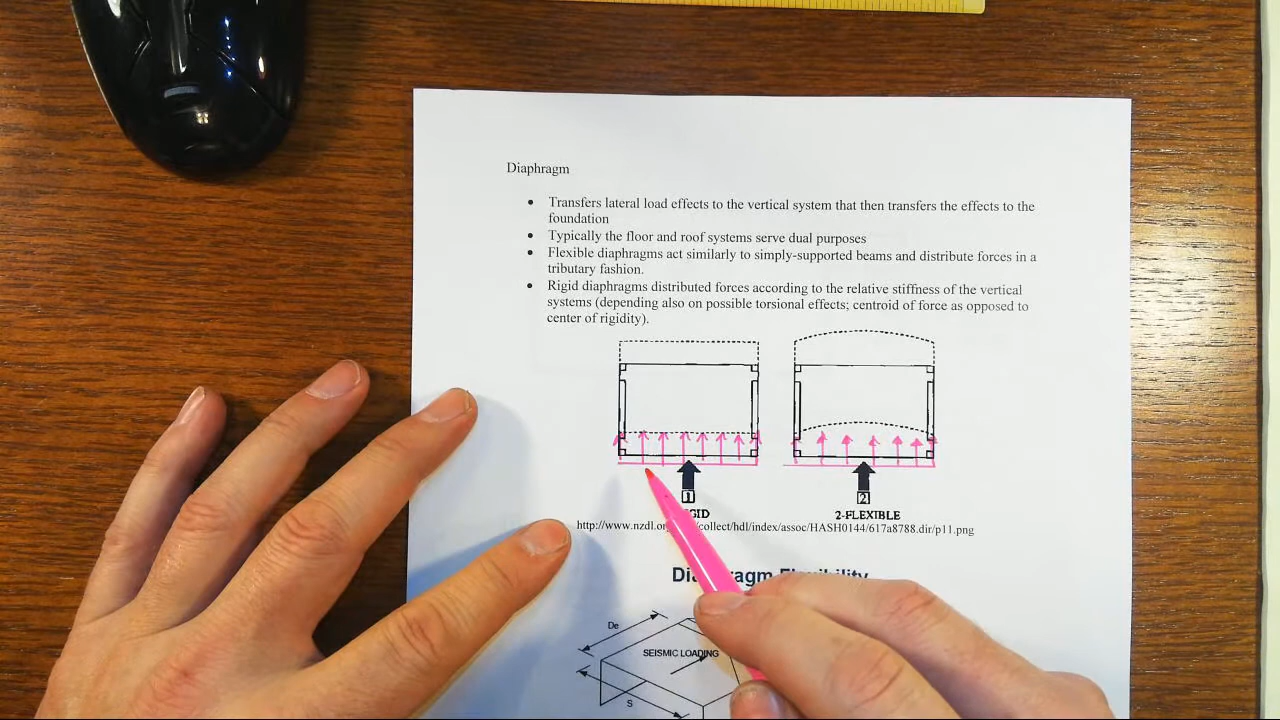 Diaphragm
• Transfers lateral load effects to the vertical system that then transfers the effects to the
foundation
• Typically the floor and roof systems serve dual purposes
• Flexible diaphragms act similarly to simply-supported beams and distribute forces in a
tributary fashion.
• Rigid diaphragms distributed forces according to the relative stiffness of the vertical
systems (depending also on possible torsional effects; centroid of force as opposed to
center of rigidity).
1
2
2-FLEXIBLE
collect/hdl/index/assoc/HASH0144/617a8788.dir/p11.png
De
SEISMIC LOADING
S